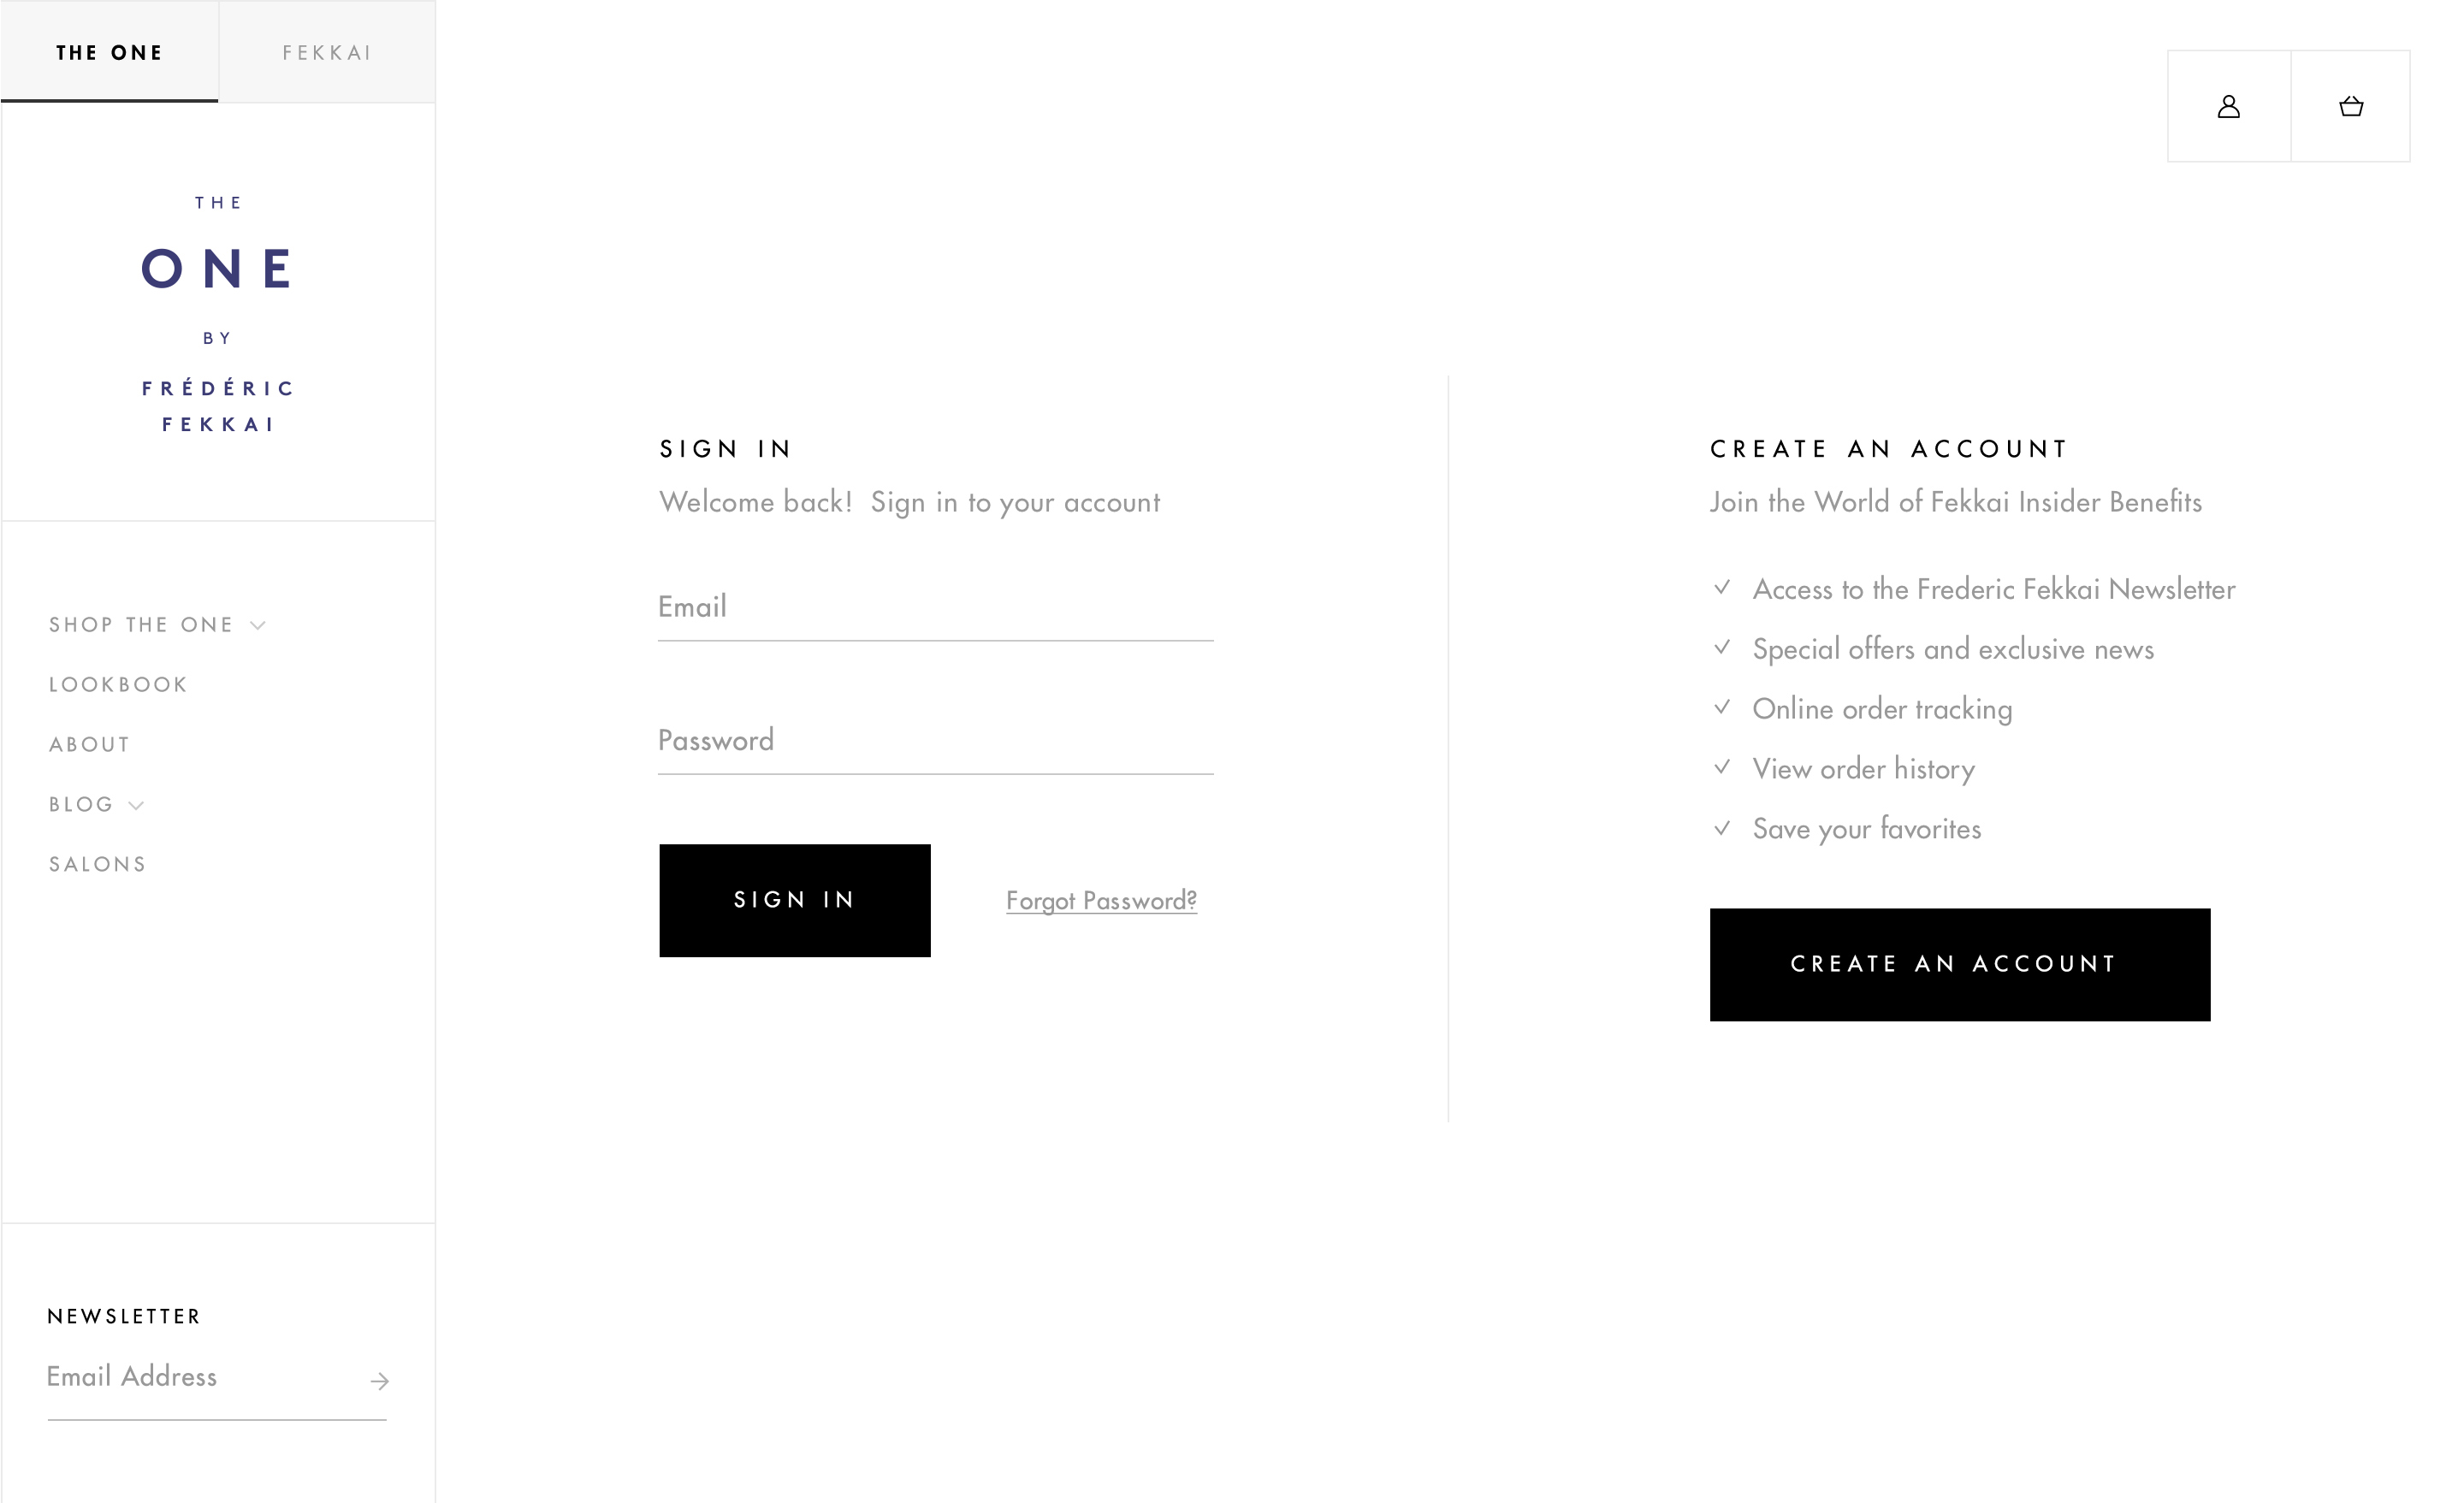 THE ONE
FEKKAI
THE
ONE
BY
FRÉDÉRIC
FEKKAI
SHOP THE ONE
LOOKBOOK
ABOUT
BLOG
SALONS
NEWSLETTER
Email Address
SIGN IN
Welcome back!  Sign in to your account
Email
Password
SIGN IN
Forgot Password?
CREATE AN ACCOUNT
Join the World of Fekkai Insider Benefits
Access to the Frederic Fekkai Newsletter
Special offers and exclusive news
Online order tracking
View order history
Save your favorites
CREATE AN ACCOUNT